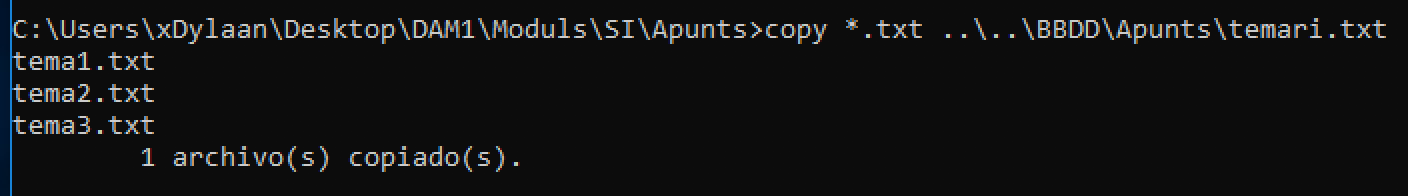 C:\Users\xDylaan\Desktop\DAM1\Moduls\SI\Apunts>copy *.txt ..\..\BBDD\Apunts\temari.txt
tema1.txt
tema2.txt
tema3.txt
        1 archivo(s) copiado(s).